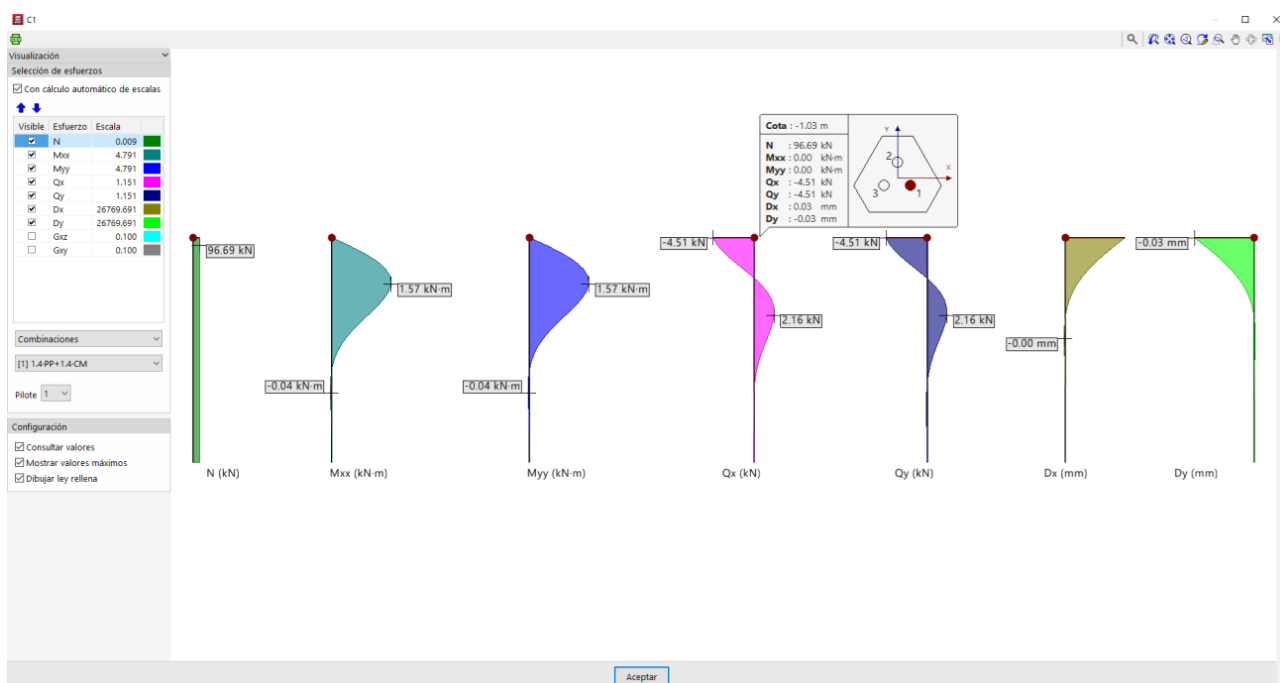 C1
Visualización
Selección de esfuerzos
Con cálculo automático de escalas
Visible Esfuerzo Escala
N 0.009
Mxx 4.791
Myy 4.791
Qx 1.151
Qy 1.151
Dx 26769.691
Dy 26769.691
Gxz 0.100
Gxy 0.100
Combinaciones
[1] 1.4·PP+1.4·CM
Pilote 1
Configuración
Consultar valores
Mostrar valores máximos
Dibujar ley rellena
Cota : -1.03 m
N : 96.69 kN
Mxx : 0.00 kN·m
Myy : 0.00 kN·m
Qx : -4.51 kN
Qy : -4.51 kN
Dx : 0.03 mm
Dy : -0.03 mm
Y
X
2
3
1
96.69 kN
N (kN)
1.57 kN·m
-0.04 kN·m
Mxx (kN·m)
1.57 kN·m
-0.04 kN·m
Myy (kN·m)
-4.51 kN
2.16 kN
Qx (kN)
-4.51 kN
2.16 kN
Qy (kN)
-0.00 mm
Dx (mm)
-0.03 mm
Dy (mm)
Aceptar